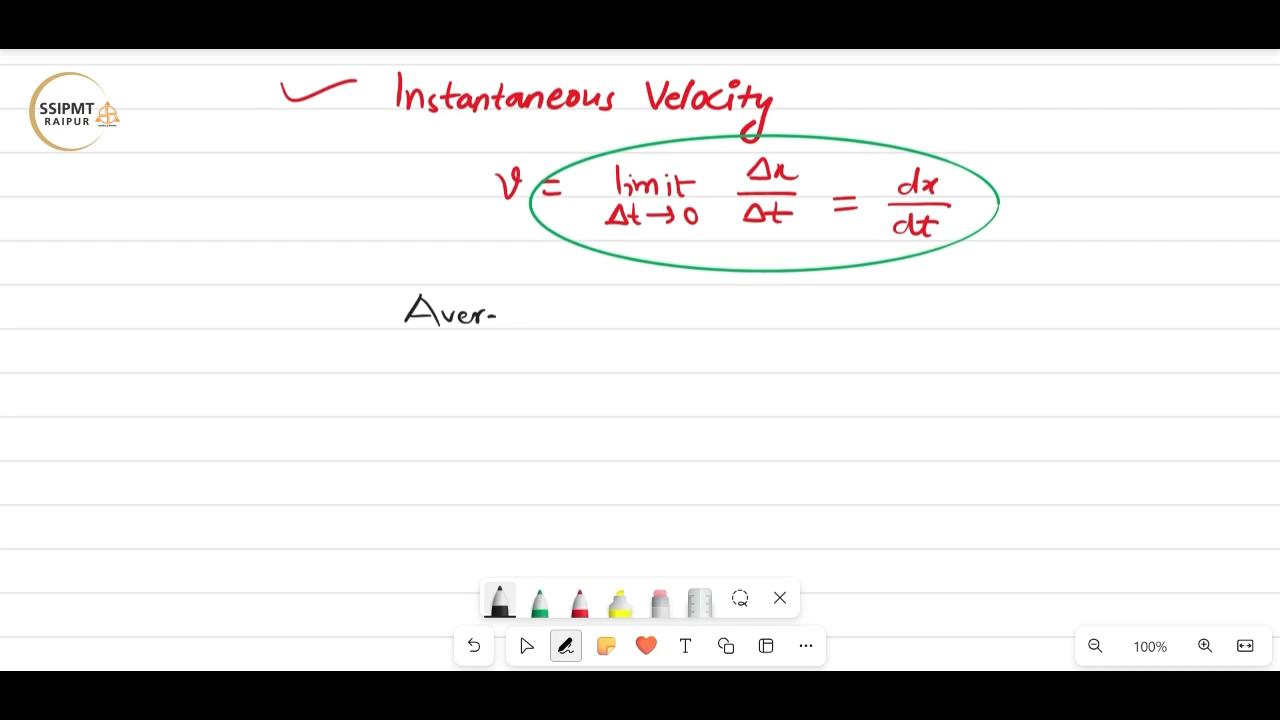 SSIPMT
RAIPUR
Instantaneous Velocity
v = limit Δx / Δt = dx / dt
Δt → 0
Aver-
100%